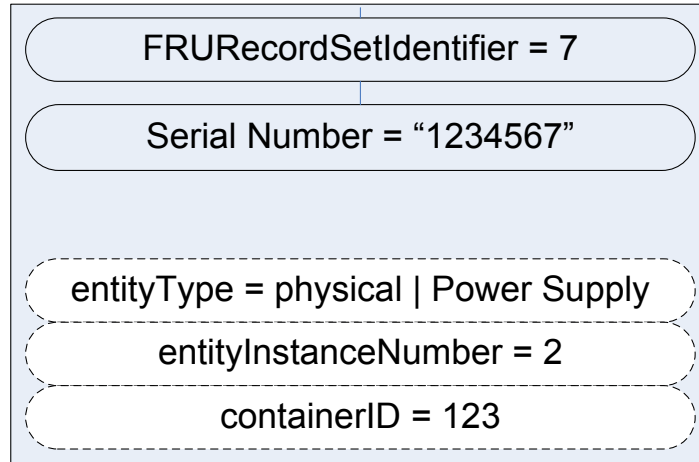 FRURecordSetIdentifier = 7
Serial Number = “1234567”
entityType = physical | Power Supply
entityInstanceNumber = 2
containerID = 123